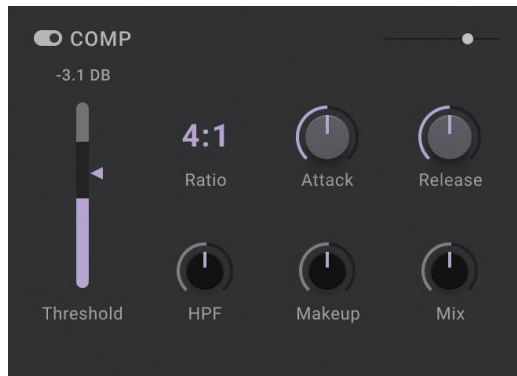 COMP
-3.1 DB
4:1
Ratio
Attack
Release
Threshold
HPF
Makeup
Mix